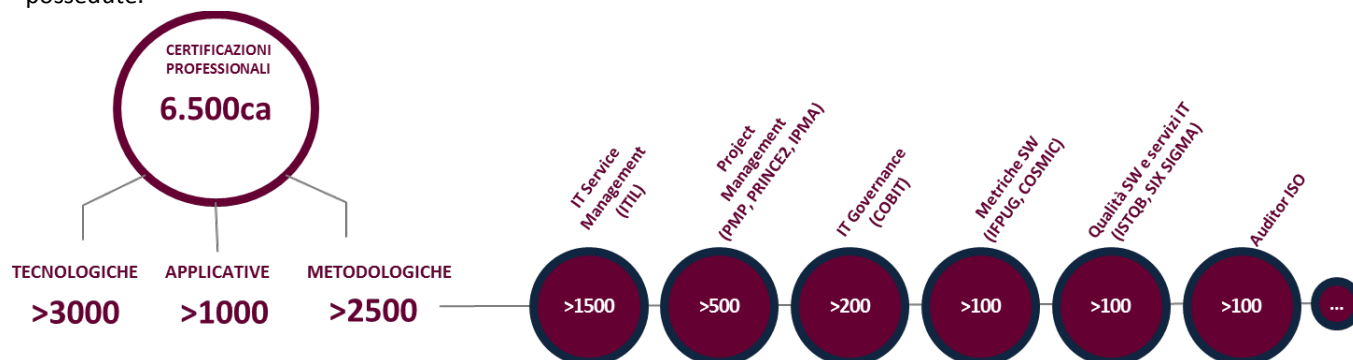 possedute.
CERTIFICAZIONI
PROFESSIONALI
6.500ca
TECNOLOGICHE
>3000
APPLICATIVE
>1000
METODOLOGICHE
>2500
IT Service
Management
(ITIL)
>1500
Project
Management
(PMP, PRINCE2, IPMA)
>500
IT Governance
(COBIT)
>200
Metriche SW
(IFPUG, COSMIC)
>100
Qualità SW e servizi IT
(ISTQB, SIX SIGMA)
>100
Auditor ISO
>100
...